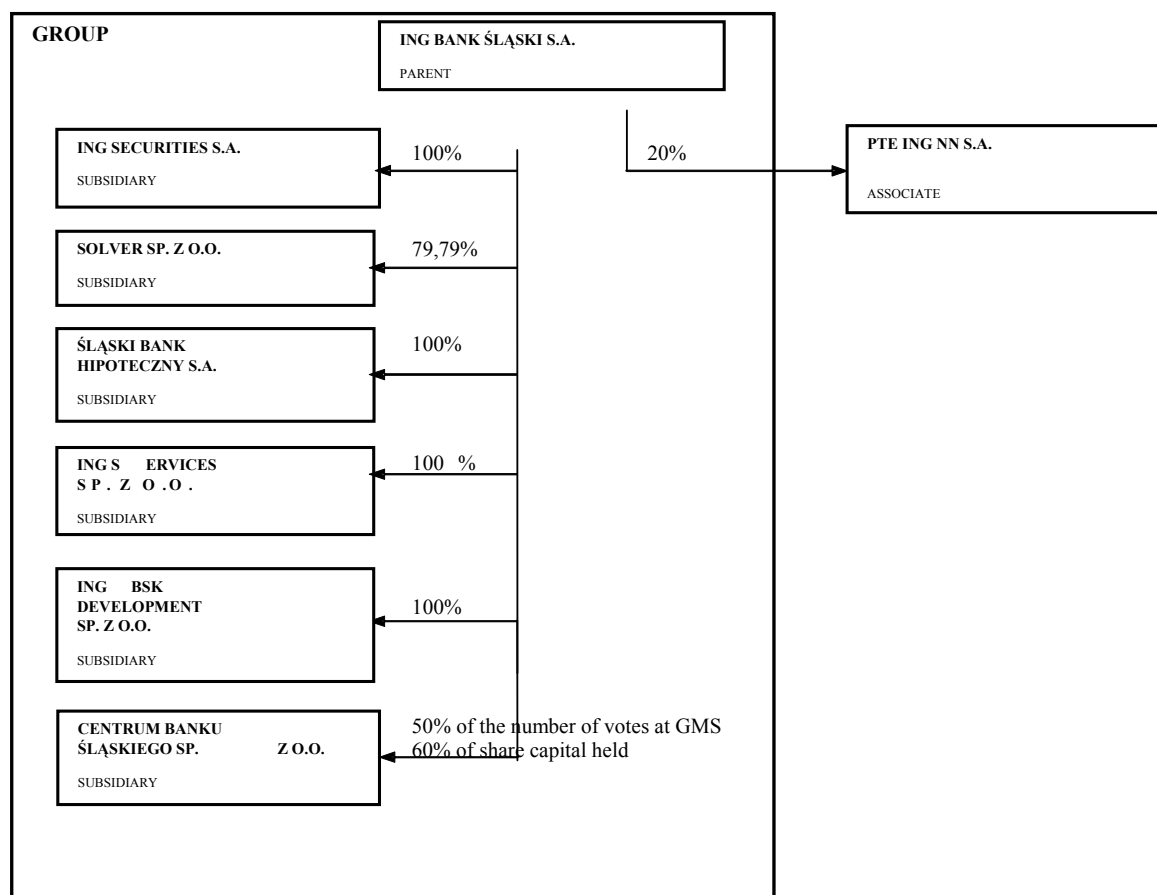 GROUP
ING BANK ŚLĄSKI S.A.
PARENT
ING SECURITIES S.A.
SUBSIDIARY
100%
20%
PTE ING NN S.A.
ASSOCIATE
SOLVER SP. Z O.O.
SUBSIDIARY
79,79%
ŚLĄSKI BANK
HIPOTECZNY S.A.
SUBSIDIARY
100%
ING S ERVICES
S P . Z O .O .
SUBSIDIARY
100 %
ING BSK
DEVELOPMENT
SP. Z O.O.
SUBSIDIARY
100%
CENTRUM BANKU
ŚLĄSKIEGO SP. Z O.O.
SUBSIDIARY
50% of the number of votes at GMS
60% of share capital held